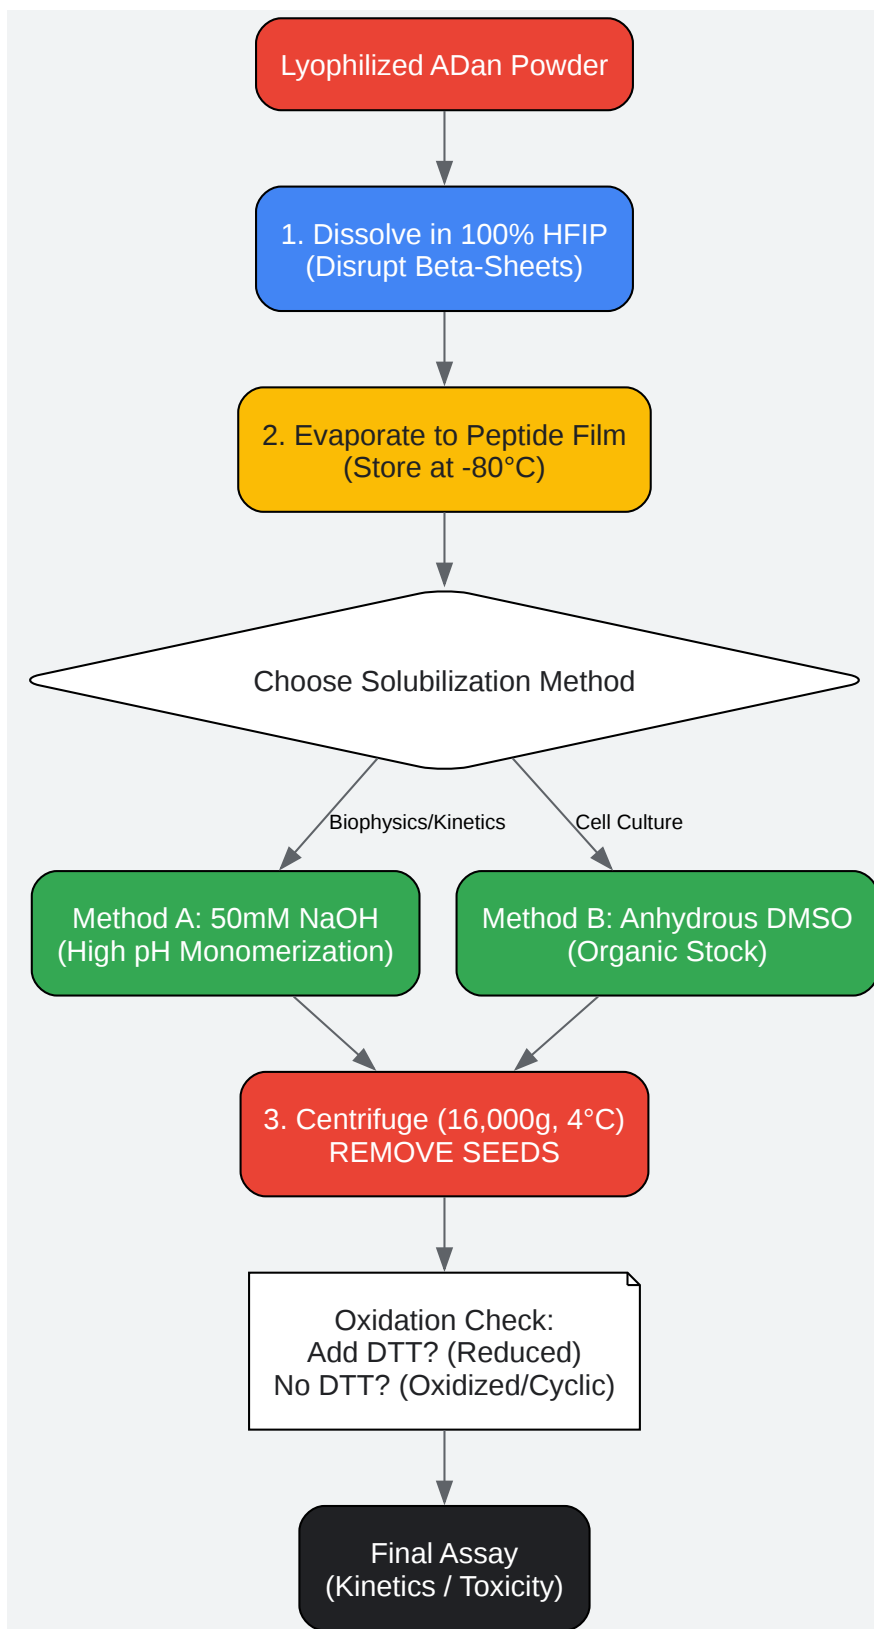 Lyophilized ADan Powder
1. Dissolve in 100% HFIP
(Disrupt Beta-Sheets)
2. Evaporate to Peptide Film
(Store at -80°C)
Choose Solubilization Method
Biophysics/Kinetics
Cell Culture
Method A: 50mM NaOH
(High pH Monomerization)
Method B: Anhydrous DMSO
(Organic Stock)
3. Centrifuge (16,000g, 4°C)
REMOVE SEEDS
Oxidation Check:
Add DTT? (Reduced)
No DTT? (Oxidized/Cyclic)
Final Assay
(Kinetics / Toxicity)